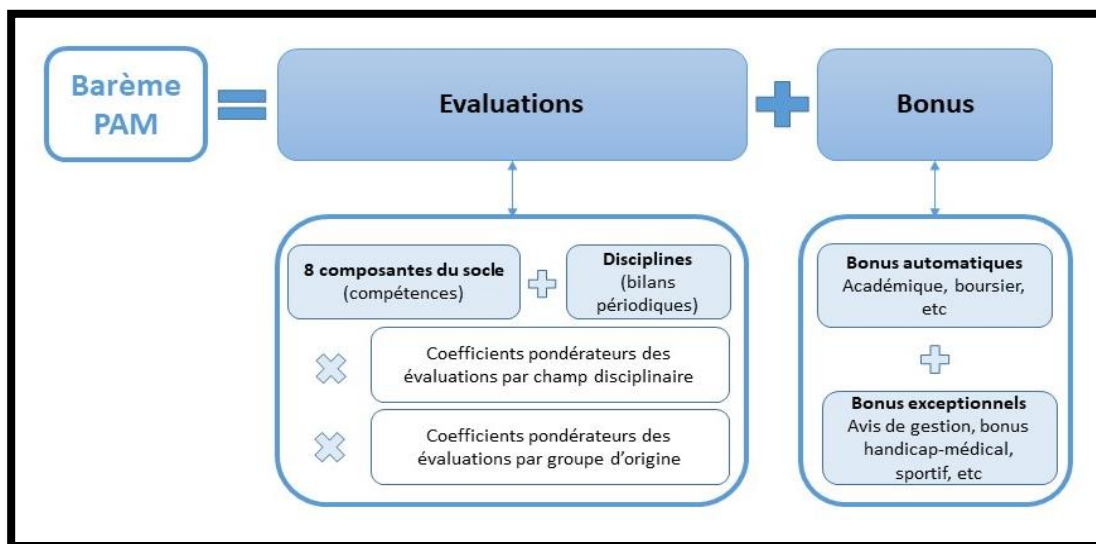 Barème
PAM
Evaluations
Bonus
8 composantes du socle
(compétences)
Disciplines
(bilans
périodiques)
Coefficients pondérateurs des
évaluations par champ disciplinaire
Coefficients pondérateurs des
évaluations par groupe d'origine
Bonus automatiques
Académique, boursier,
etc
Bonus exceptionnels
Avis de gestion, bonus
handicap-médical,
sportif, etc